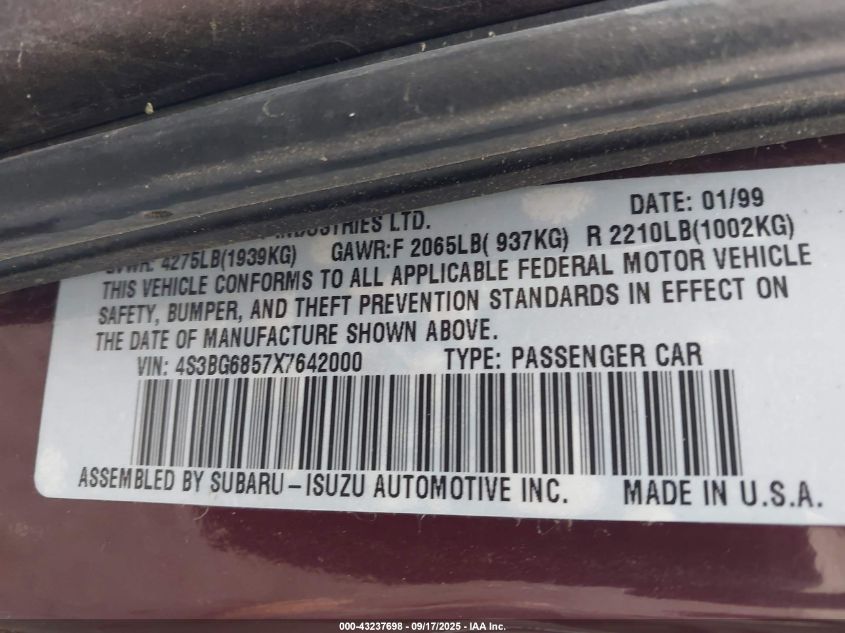 DATE: 01/99
INDUSTRIES LTD.
GVWR: 4275LB(1939KG) GAWR:F 2065LB( 937KG) R 2210LB(1002KG)
THIS VEHICLE CONFORMS TO ALL APPLICABLE FEDERAL MOTOR VEHICLE
SAFETY, BUMPER, AND THEFT PREVENTION STANDARDS IN EFFECT ON
THE DATE OF MANUFACTURE SHOWN ABOVE.
VIN: 4S3BG6857X7642000 TYPE: PASSENGER CAR
ASSEMBLED BY SUBARU-ISUZU AUTOMOTIVE INC. MADE IN U.S.A.
000-43237698 - 09/17/2025 - IAA Inc.